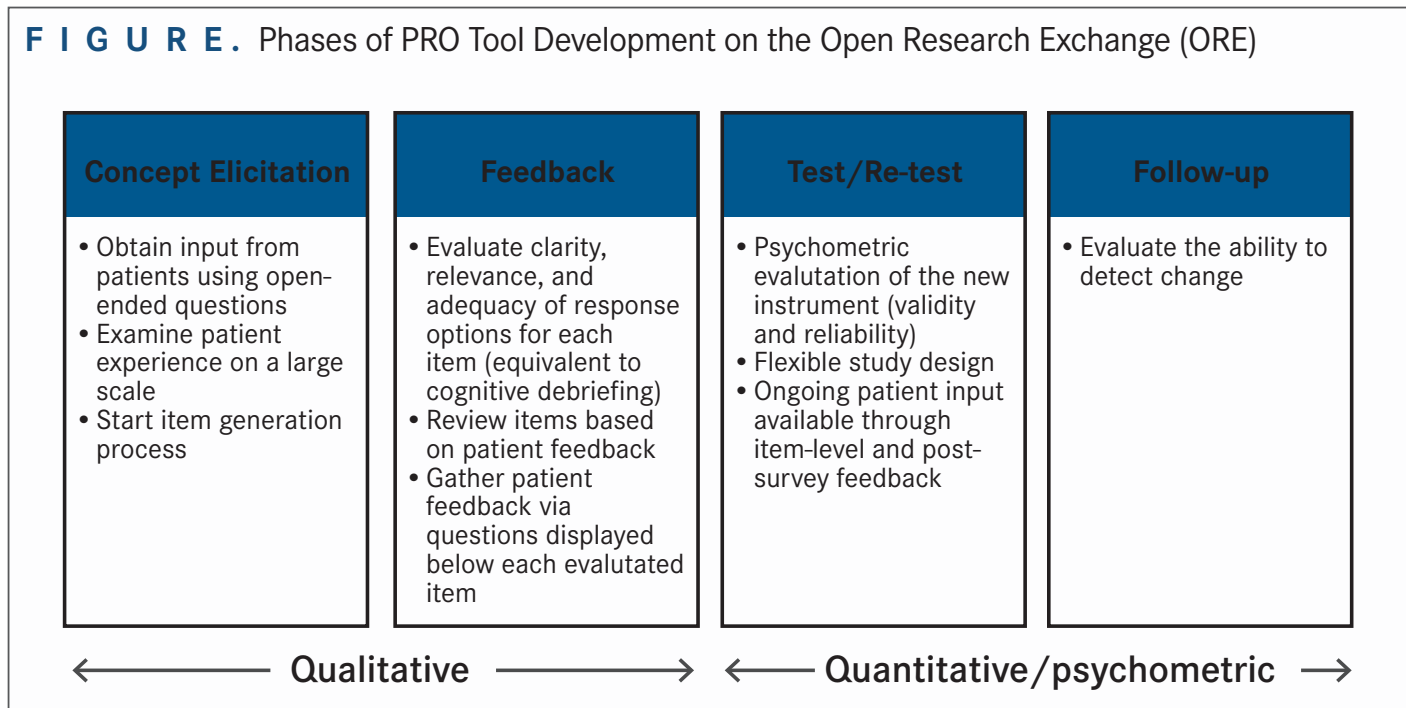 FIGURE. Phases of PRO Tool Development on the Open Research Exchange (ORE)
Concept Elicitation
• Obtain input from
patients using open-
ended questions
• Examine patient
experience on a large
scale
• Start item generation
process
Feedback
• Evaluate clarity,
relevance, and
adequacy of response
options for each
item (equivalent to
cognitive debriefing)
• Review items based
on patient feedback
• Gather patient
feedback via
questions displayed
below each evalutated
item
Test/Re-test
• Psychometric
evalutation of the new
instrument (validity
and reliability)
• Flexible study design
• Ongoing patient input
available through
item-level and post-
survey feedback
Follow-up
• Evaluate the ability to
detect change
Qualitative
Quantitative/psychometric